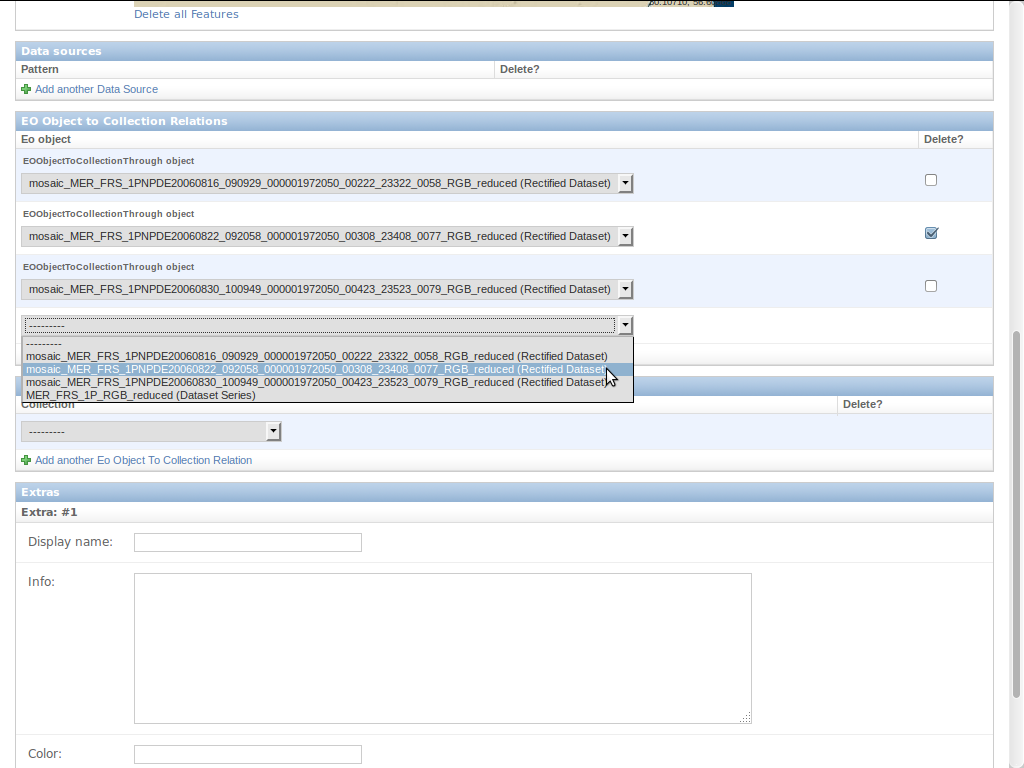 Delete all Features
Data sources
Pattern Delete?
Add another Data Source
EO Object to Collection Relations
Eo object Delete?
EOObjectToCollectionThrough object
mosaic_MER_FRS_1PNPDE20060816_090929_000001972050_00222_23322_0058_RGB_reduced (Rectified Dataset)
EOObjectToCollectionThrough object
mosaic_MER_FRS_1PNPDE20060822_092058_000001972050_00308_23408_0077_RGB_reduced (Rectified Dataset)
EOObjectToCollectionThrough object
mosaic_MER_FRS_1PNPDE20060830_100949_000001972050_00423_23523_0079_RGB_reduced (Rectified Dataset)
---------
---------
mosaic_MER_FRS_1PNPDE20060816_090929_000001972050_00222_23322_0058_RGB_reduced (Rectified Dataset)
mosaic_MER_FRS_1PNPDE20060822_092058_000001972050_00308_23408_0077_RGB_reduced (Rectified Dataset)
mosaic_MER_FRS_1PNPDE20060830_100949_000001972050_00423_23523_0079_RGB_reduced (Rectified Dataset)
MER_FRS_1P_RGB_reduced (Dataset Series)
Collection Delete?
---------
Add another Eo Object To Collection Relation
Extras
Extra: #1
Display name:
Info:
Color: